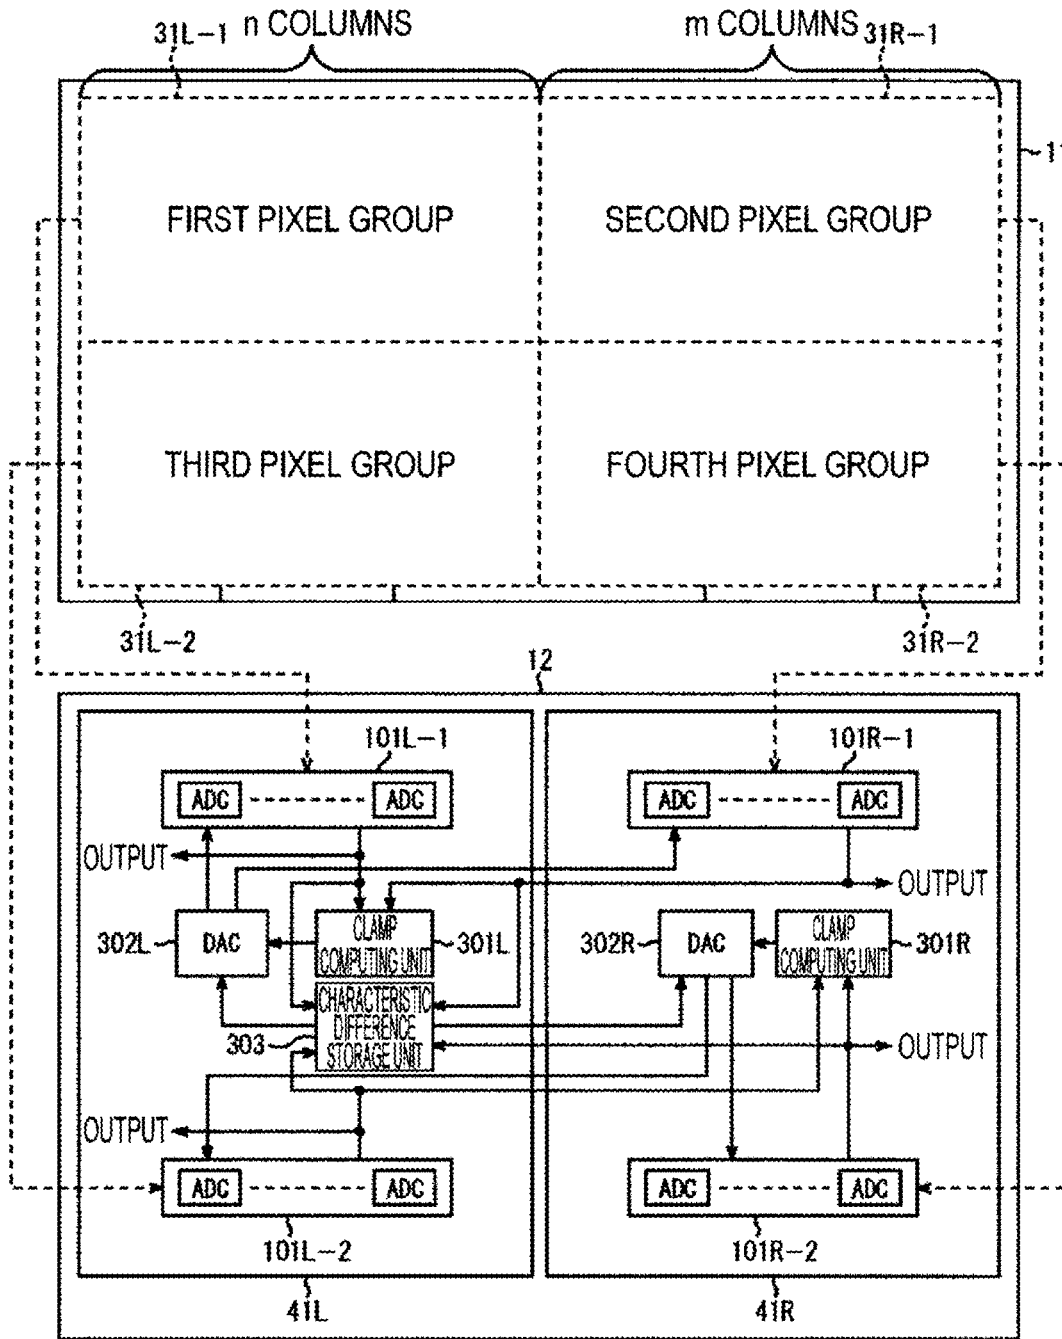 n COLUMNS m COLUMNS
31L-1 31R-1
FIRST PIXEL GROUP SECOND PIXEL GROUP
THIRD PIXEL GROUP FOURTH PIXEL GROUP
31L-2 31R-2
12
101L-1 101R-1
ADC ADC ADC ADC
OUTPUT
OUTPUT
302L DAC CLAMP COMPUTING UNIT 301L 302R DAC CLAMP COMPUTING UNIT 301R
303 CHARACTERISTIC DIFFERENCE STORAGE UNIT
OUTPUT
OUTPUT
ADC ADC ADC ADC
101L-2 101R-2
41L 41R